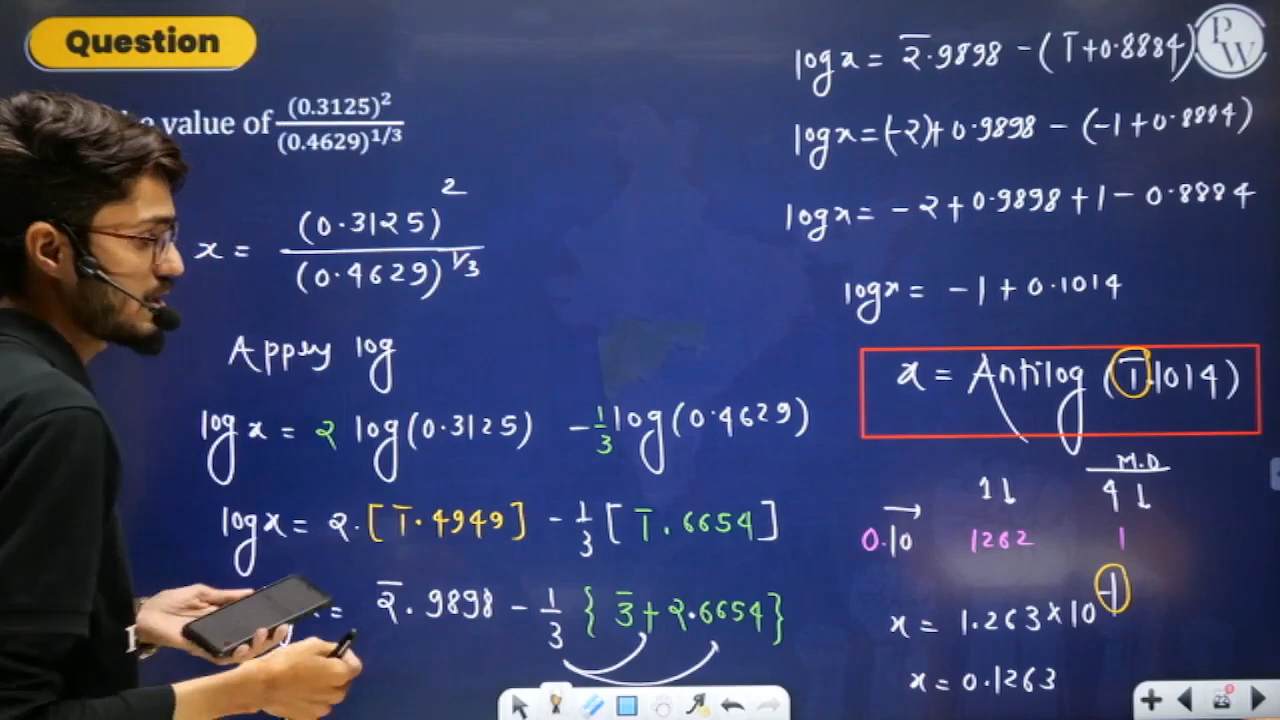 Question
value of (0.3125)² / (0.4629)^{1/3}
x = (0.3125)² / (0.4629)^{1/3}
Apply log
log x = 2 log(0.3125) - 1/3 log(0.4629)
log x = 2.[1̅.4949] - 1/3[1̅.6654]
= 2̅.9898 - 1/3{3̅+2.6654}
log x = 2̅.9898 - (1̅+0.8884)
log x = (-2)+0.9898 - (-1+0.8884)
log x = -2+0.9898+1-0.8884
log x = -1+0.1014
x = Antilog (1̅.1014)
M.D
1↓ 4↓
0.10 → 1262 1
x = 1.263×10^{-1}
x = 0.1263
PW